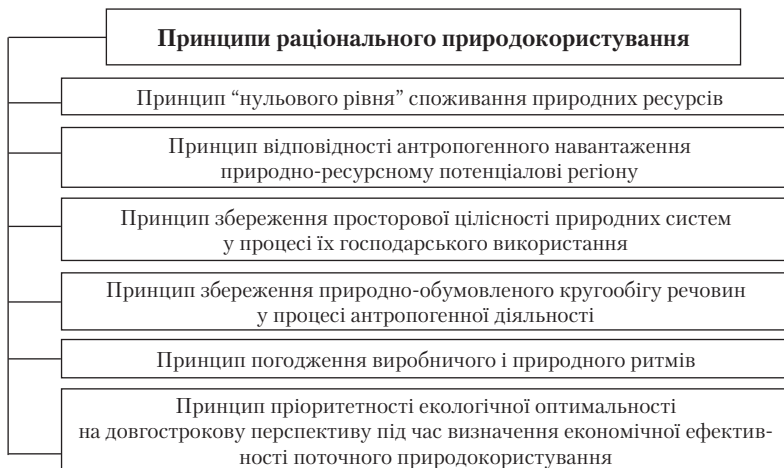 Принципи раціонального природокористування
Принцип “нульового рівня” споживання природних ресурсів
Принцип відповідності антропогенного навантаження
природно-ресурсному потенціалові регіону
Принцип збереження просторової цілісності природних систем
у процесі їх господарського використання
Принцип збереження природно-обумовленого кругообігу речовин
у процесі антропогенної діяльності
Принцип погодження виробничого і природного ритмів
Принцип пріоритетності екологічної оптимальності
на довгострокову перспективу під час визначення економічної ефектив-
ності поточного природокористування